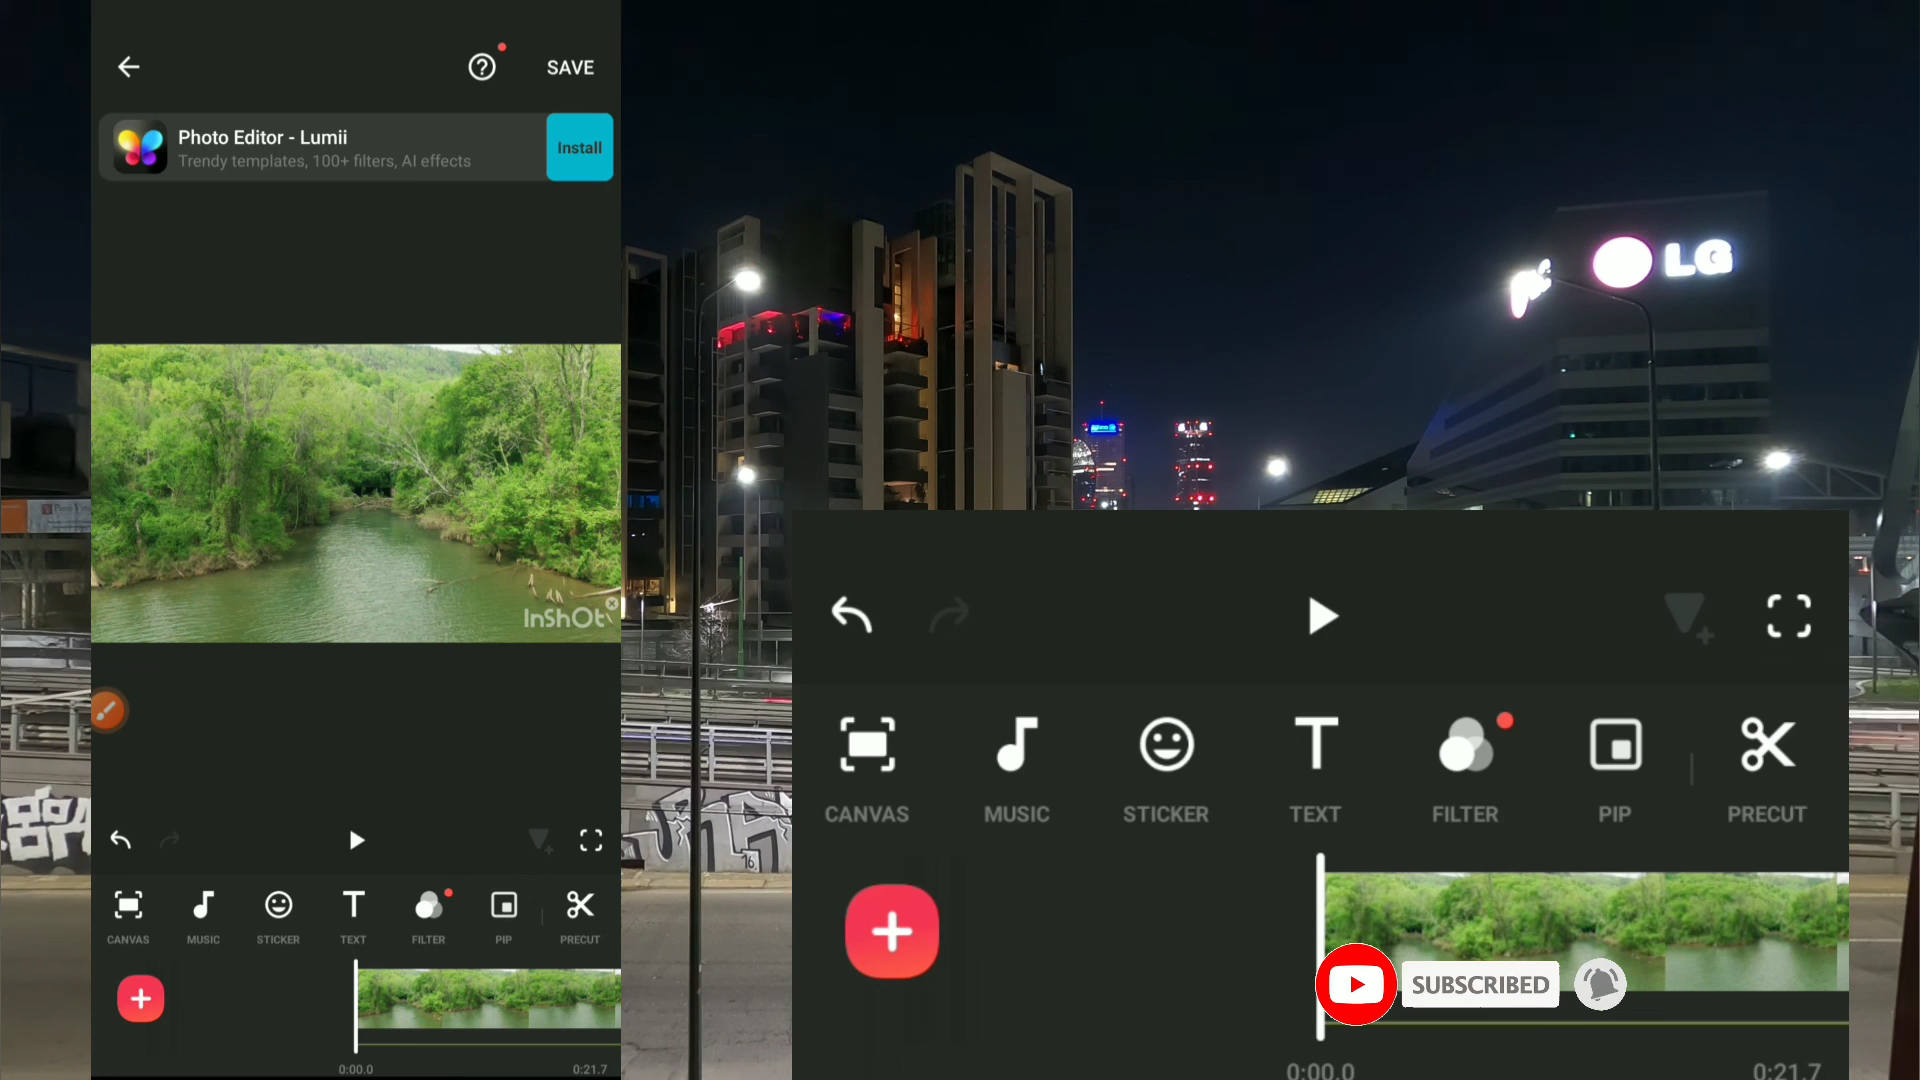 SAVE
Photo Editor - Lumii
Trendy templates, 100+ filters, AI effects
Install
LG
InShOt
CANVAS
MUSIC
STICKER
TEXT
FILTER
PIP
PRECUT
0:00.0
0:21.7
16
CANVAS
MUSIC
STICKER
TEXT
FILTER
PIP
PRECUT
SUBSCRIBED
0:00.0
0:21.7